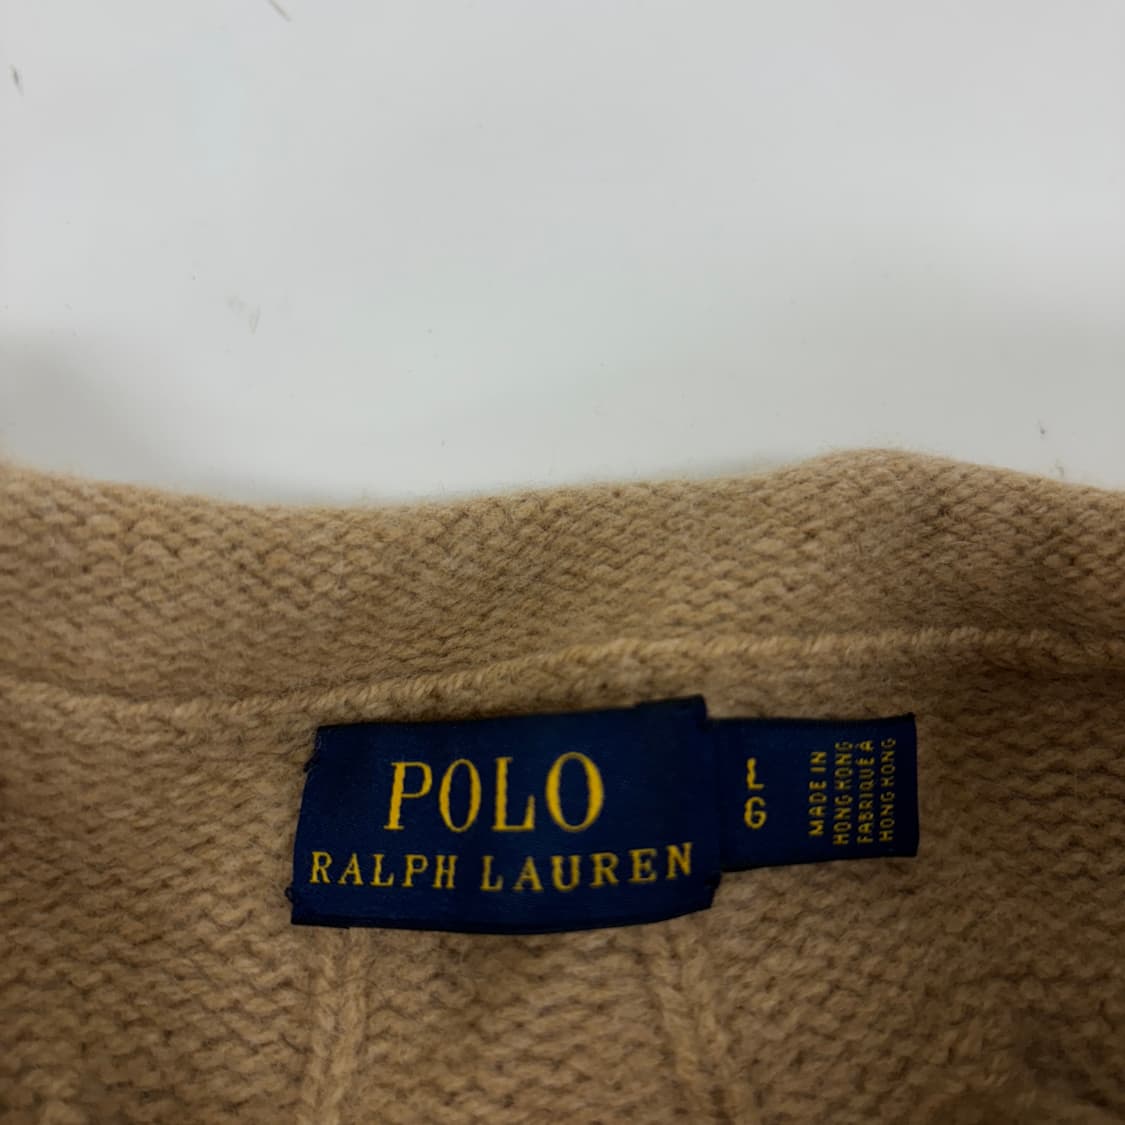 POLO
RALPH LAUREN
L
G
MADE IN
HONG KONG
FABRIQUÉ À
HONG KONG